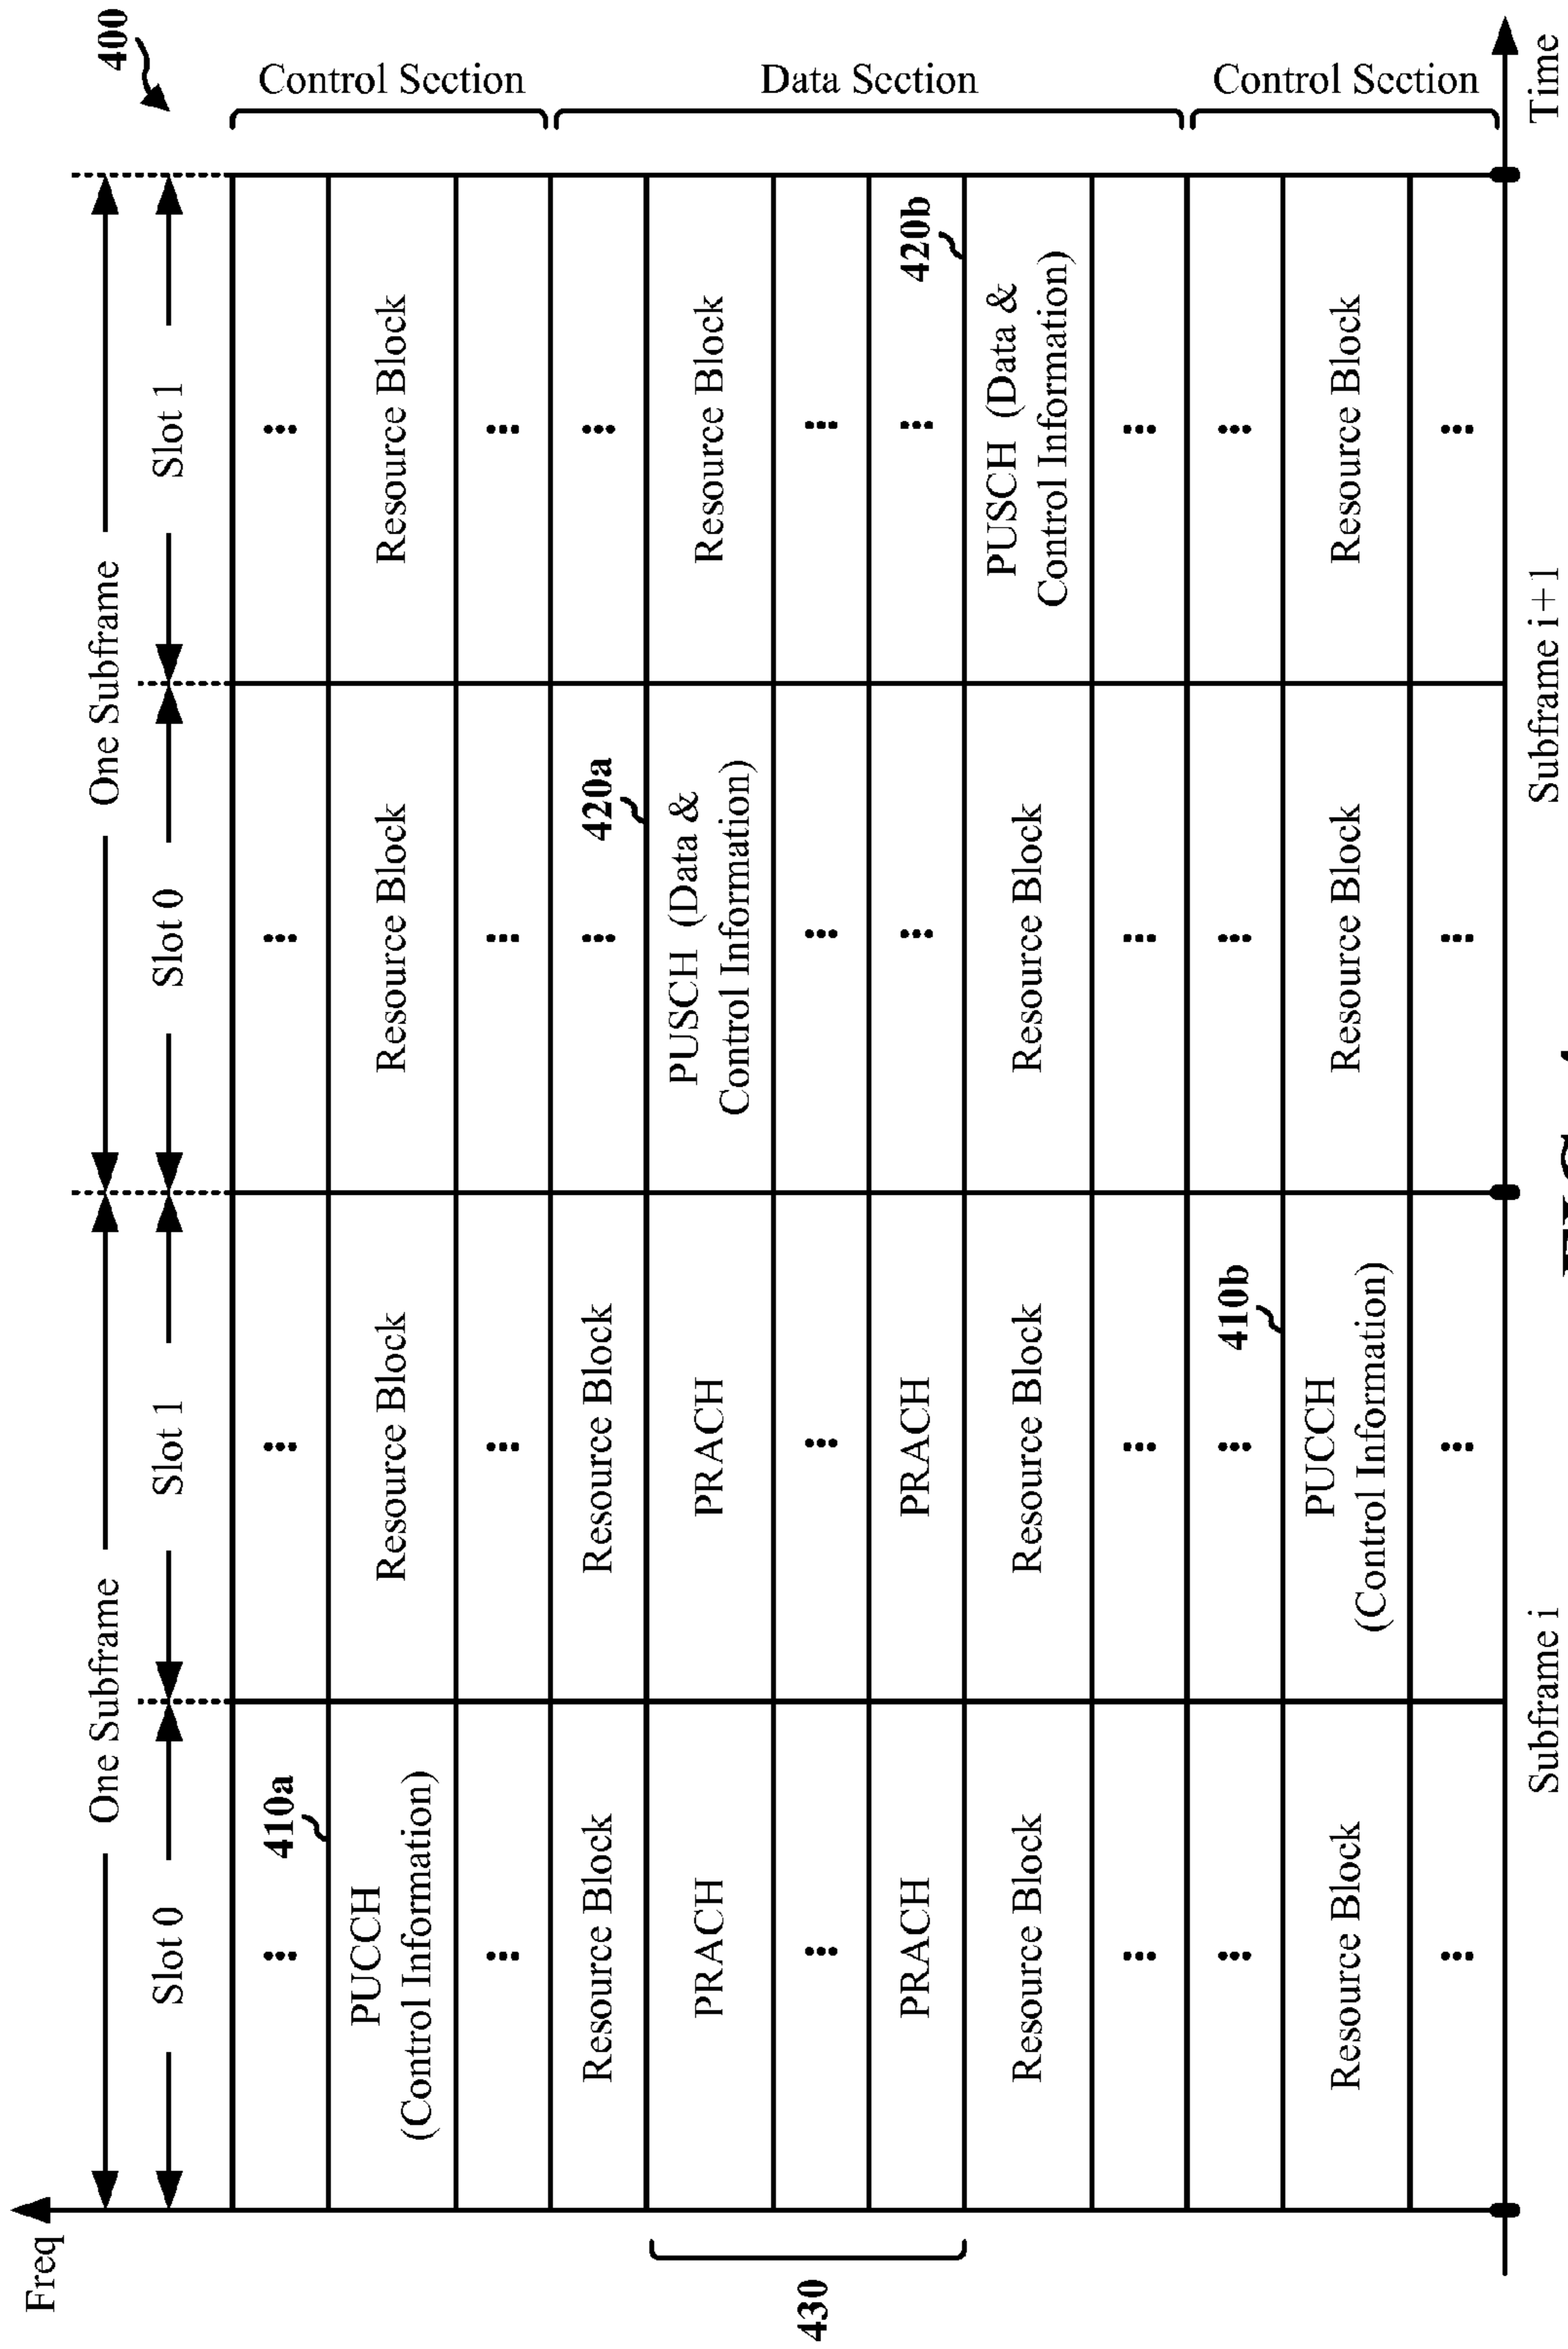 Freq
400
One Subframe
One Subframe
Slot 0
Slot 1
Slot 0
Slot 1
...
410a
...
...
...
Control Section
PUCCH
(Control Information)
Resource Block
Resource Block
Resource Block
...
...
...
...
Resource Block
Resource Block
...
420a
...
Data Section
PRACH
PRACH
PUSCH (Data &
Control Information)
Resource Block
430
...
...
...
...
PRACH
PRACH
...
...
420b
Resource Block
Resource Block
Resource Block
PUSCH (Data &
Control Information)
...
...
...
...
...
...
410b
...
...
Control Section
Resource Block
PUCCH
(Control Information)
Resource Block
Resource Block
...
...
...
...
Time
Subframe i
Subframe i+1